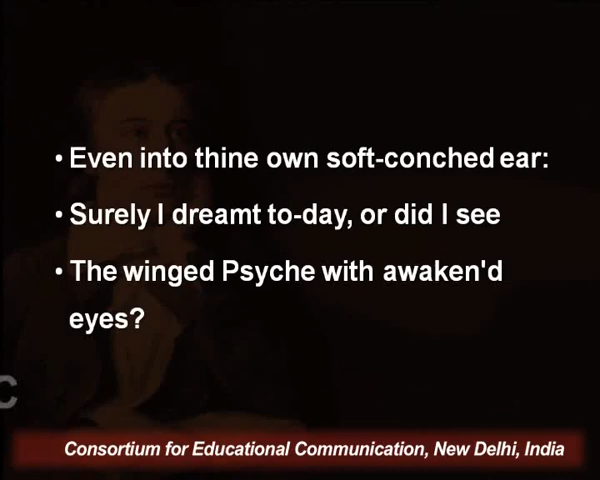 • Even into thine own soft-conched ear:
• Surely I dreamt to-day, or did I see
• The winged Psyche with awaken'd
eyes?
C
Consortium for Educational Communication, New Delhi, India